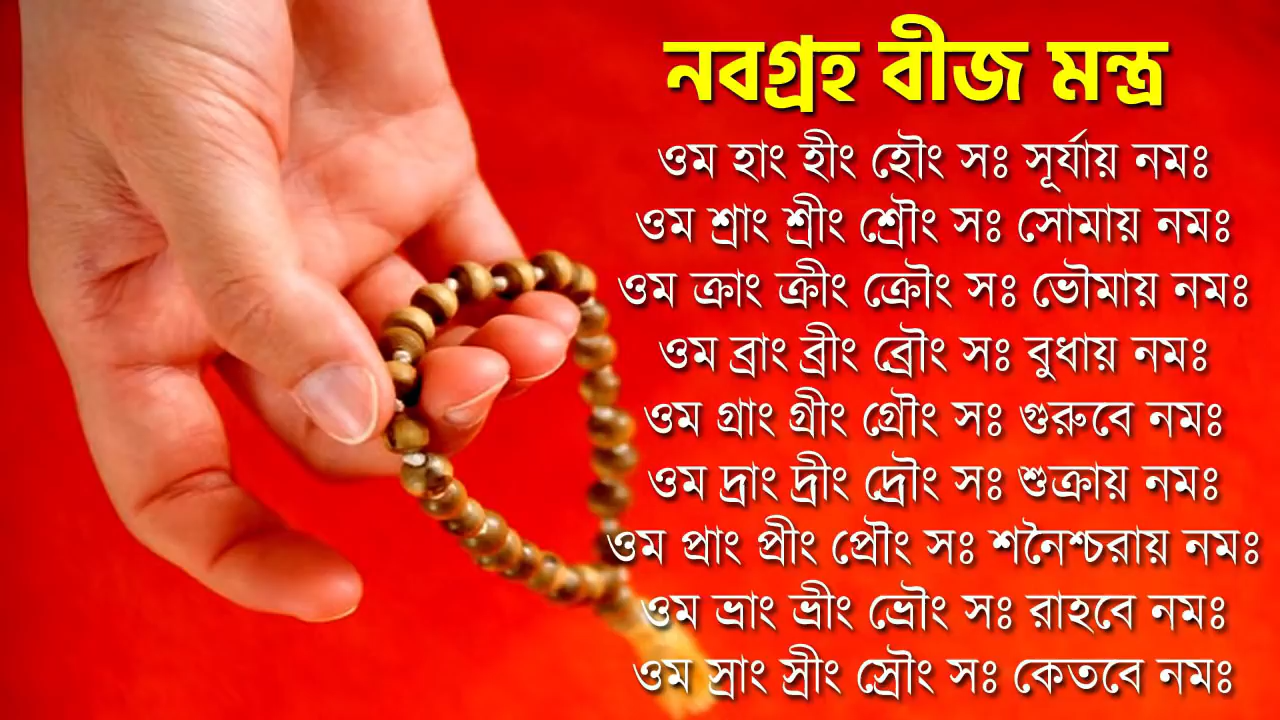 নবগ্রহ বীজ মন্ত্র
ওম হাং হীং হৌং সঃ সূর্যায় নমঃ
ওম শ্রাং শ্রীং শ্রৌং সঃ সোমায় নমঃ
ওম ক্রাং ক্রীং ক্রৌং সঃ ভৌমায় নমঃ
ওম ব্রাং ব্রীং ব্রৌং সঃ বুধায় নমঃ
ওম গ্রাং গ্রীং গ্রৌং সঃ গুরুবে নমঃ
ওম দ্রাং দ্রীং দ্রৌং সঃ শুক্রায় নমঃ
ওম প্রাং প্রীং প্রৌং সঃ শনৈশ্চরায় নমঃ
ওম ভ্রাং ভ্রীং ভ্রৌং সঃ রাহবে নমঃ
ওম স্রাং স্রীং স্রৌং সঃ কেতবে নমঃ